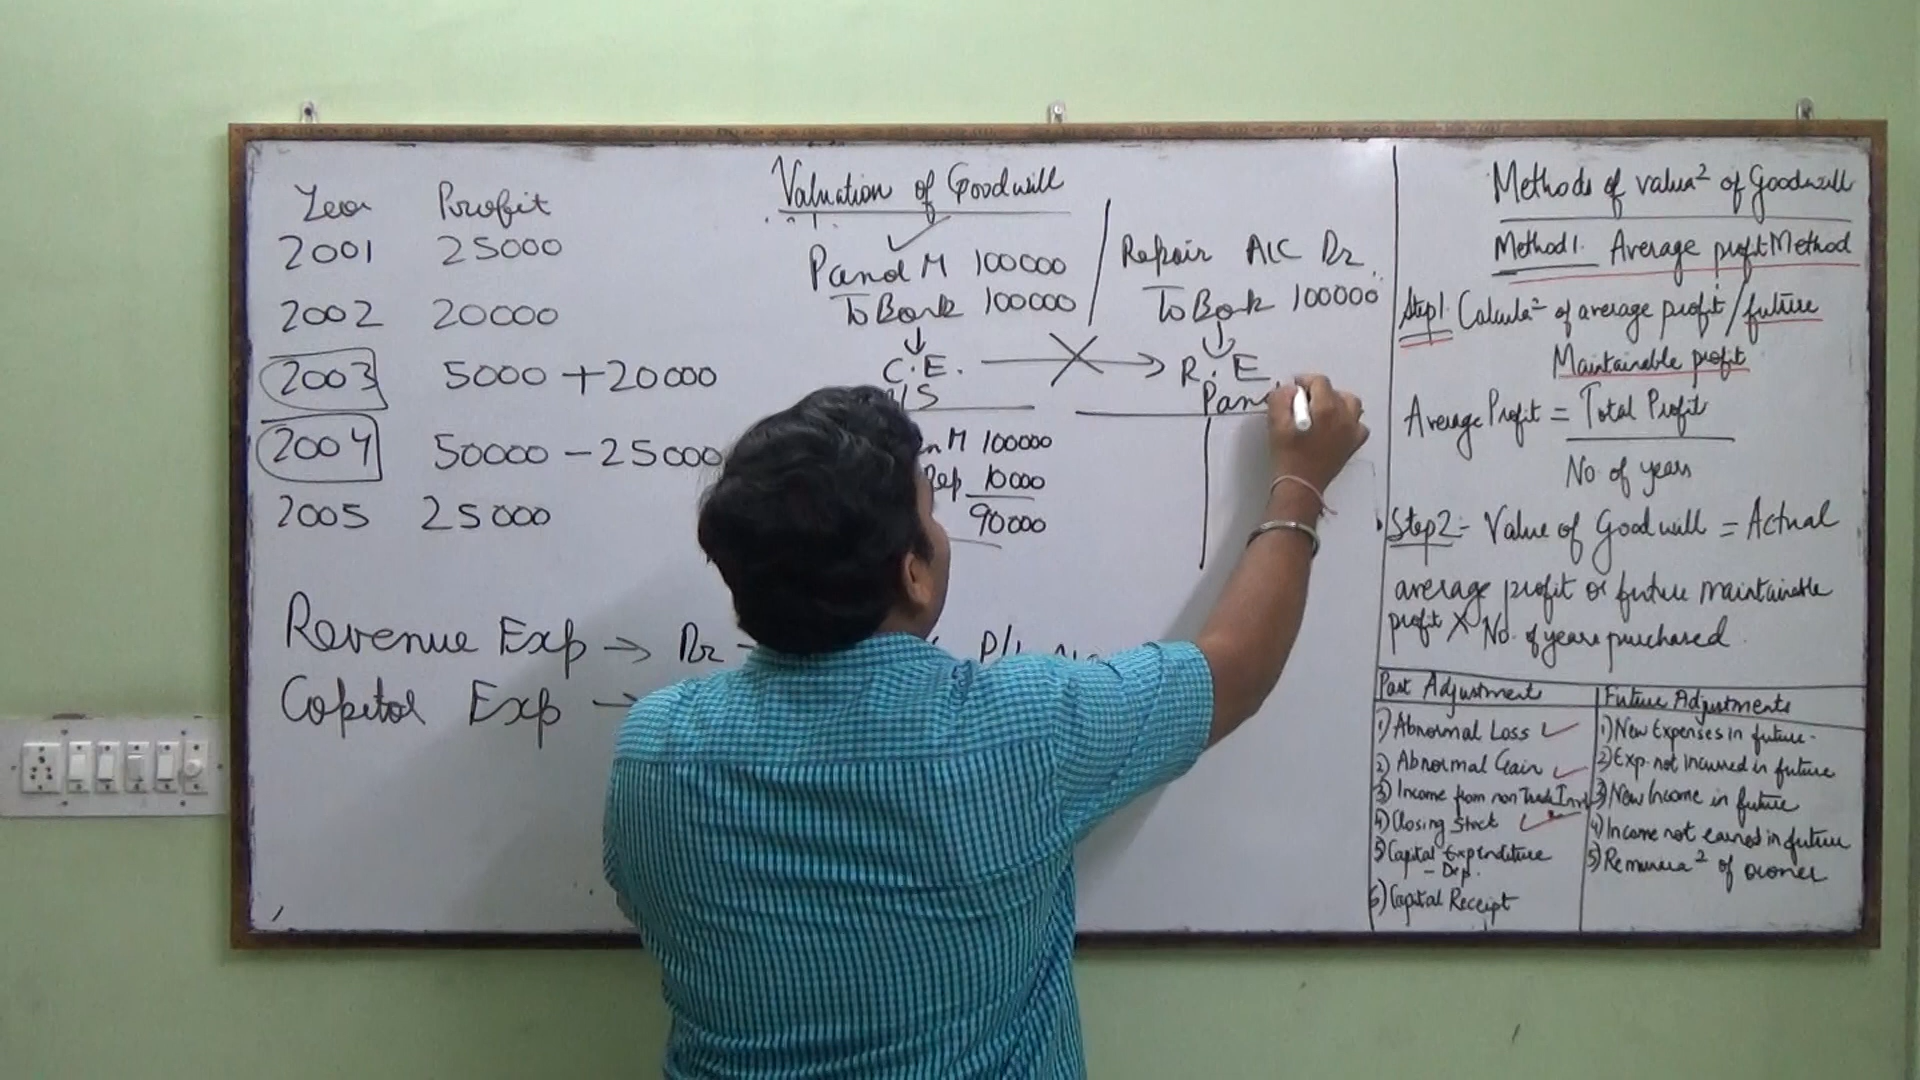 Valuation of Goodwill
Year Profit
2001 25000
2002 20000
2003 5000 + 20000
2004 50000 - 25000
2005 25000
Revenue Exp → Dr
Capital Exp →
P and M 100000
To Bank 100000
C.E.
100000
Rep 10000
90000
Repair A/C Dr.
To Bank 100000
R.E.
Pan
P/L
Methods of valuaⁿ of Goodwill
Method 1. Average profit Method
Step 1. Calculaⁿ of average profit / future
Maintainable profit
Average Profit = Total Profit
No. of years
Step 2 - Value of Goodwill = Actual
average profit or future maintainable
profit X No. of years purchased.
Past Adjustment
1) Abnormal Loss
2) Abnormal Gain
3) Income from non Trade Inv
4) Closing Stock
5) Capital Expenditure
- Dep.
6) Capital Receipt
Future Adjustments
1) New Expenses in future.
2) Exp. not incurred in future
3) New Income in future
4) Income not earned in future
5) Remuneraⁿ of owner